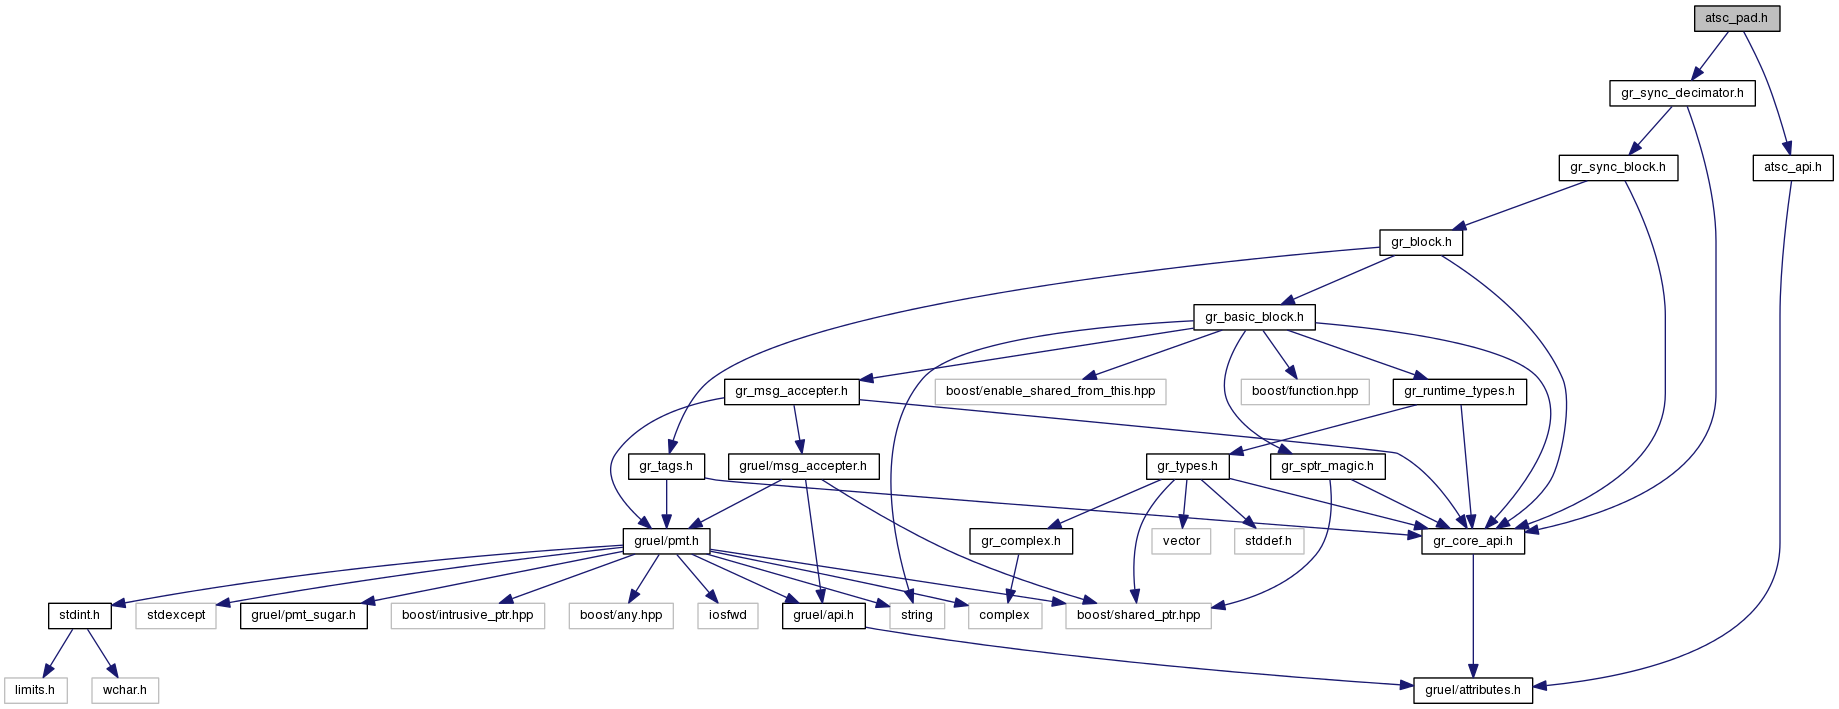 atsc_pad.h
gr_sync_decimator.h
gr_sync_block.h
atsc_api.h
gr_block.h
gr_basic_block.h
gr_msg_accepter.h
boost/enable_shared_from_this.hpp
boost/function.hpp
gr_runtime_types.h
gr_tags.h
gruel/msg_accepter.h
gr_types.h
gr_sptr_magic.h
gruel/pmt.h
gr_complex.h
vector
stddef.h
gr_core_api.h
stdint.h
stdexcept
gruel/pmt_sugar.h
boost/intrusive_ptr.hpp
boost/any.hpp
iosfwd
gruel/api.h
string
complex
boost/shared_ptr.hpp
limits.h
wchar.h
gruel/attributes.h